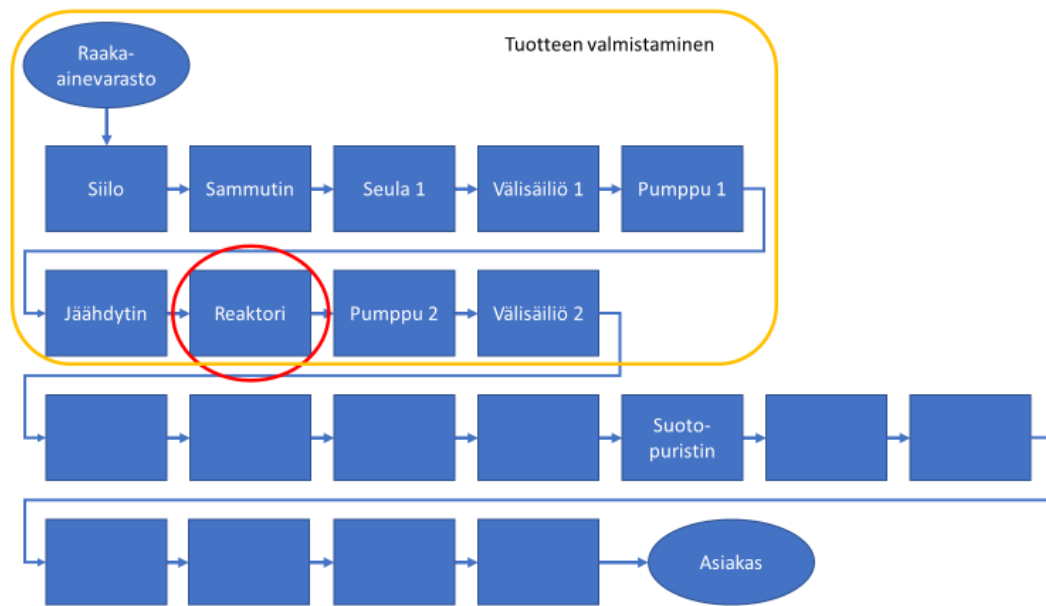 Tuotteen valmistaminen
Raaka-
ainevarasto
Siilo
Sammutin
Seula 1
Välisäiliö 1
Pumppu 1
Jäähdytin
Reaktori
Pumppu 2
Välisäiliö 2
Suoto-
puristin
Asiakas